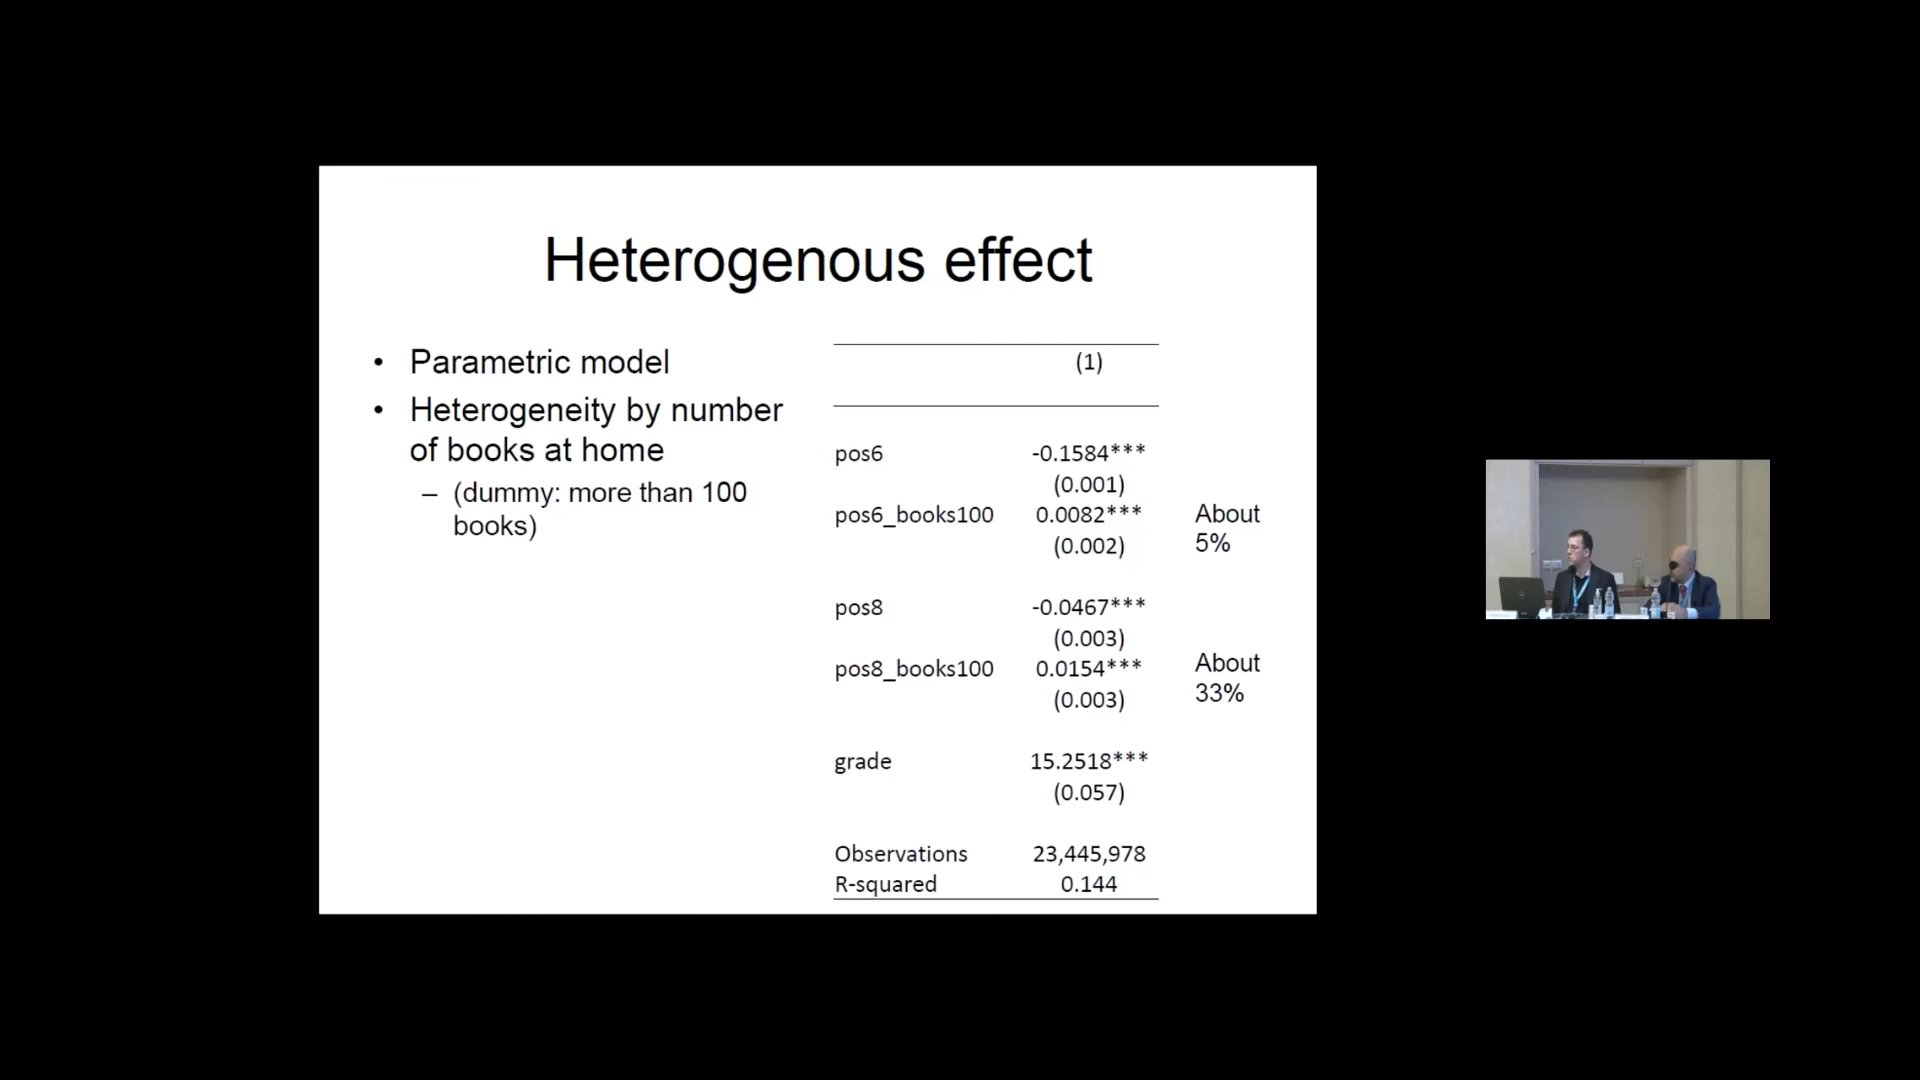 Heterogenous effect
• Parametric model
• Heterogeneity by number
of books at home
– (dummy: more than 100
books)
(1)
pos6 -0.1584***
(0.001)
pos6_books100 0.0082*** About
(0.002) 5%
pos8 -0.0467***
(0.003)
pos8_books100 0.0154*** About
(0.003) 33%
grade 15.2518***
(0.057)
Observations 23,445,978
R-squared 0.144